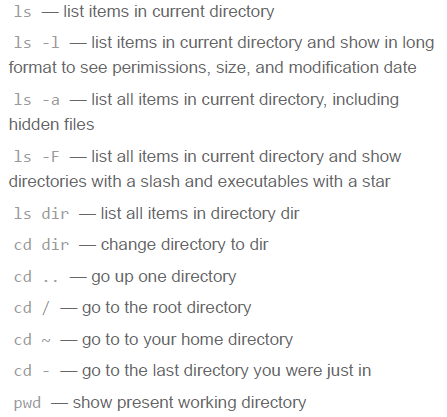 ls — list items in current directory
ls -l — list items in current directory and show in long
format to see perimissions, size, and modification date
ls -a — list all items in current directory, including
hidden files
ls -F — list all items in current directory and show
directories with a slash and executables with a star
ls dir — list all items in directory dir
cd dir — change directory to dir
cd .. — go up one directory
cd / — go to the root directory
cd ~ — go to to your home directory
cd - — go to the last directory you were just in
pwd — show present working directory